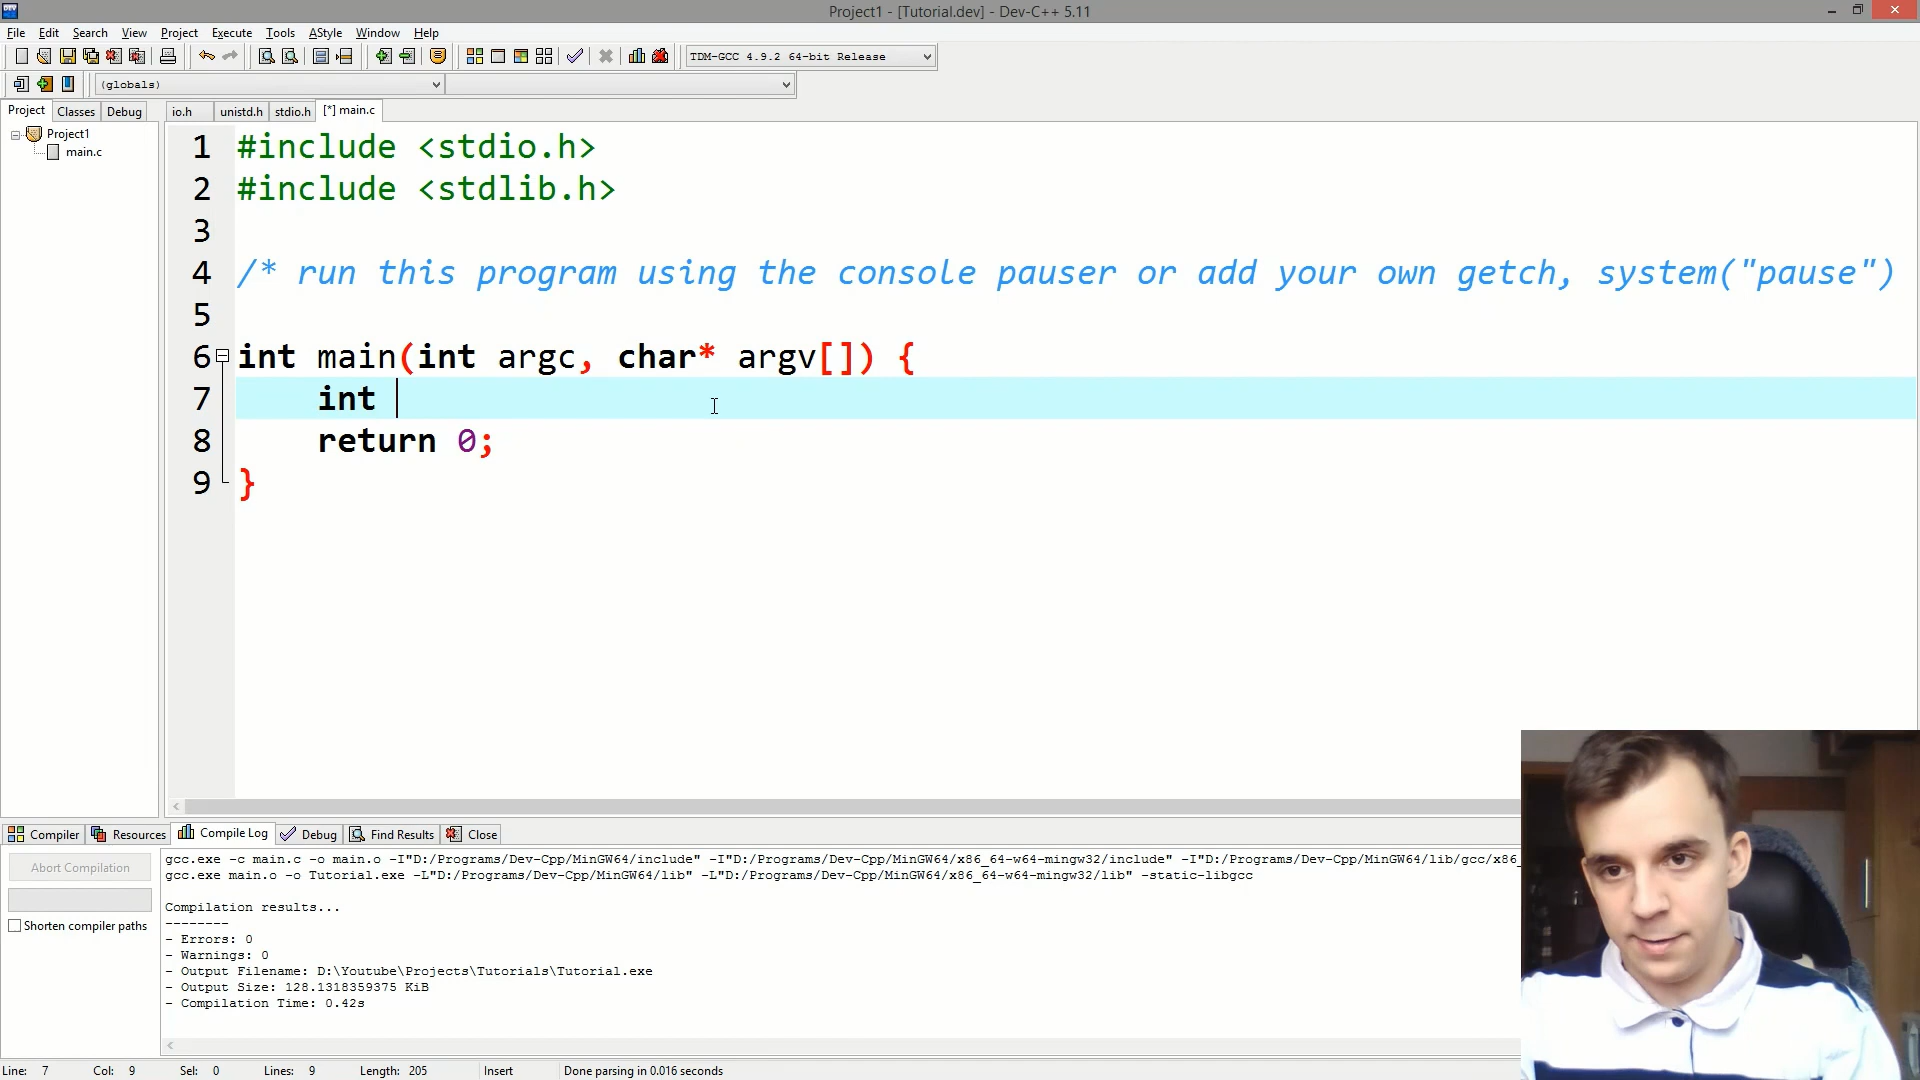 Project1 - [Tutorial.dev] - Dev-C++ 5.11
File Edit Search View Project Execute Tools AStyle Window Help
TDM-GCC 4.9.2 64-bit Release
(globals)
Project Classes Debug
io.h unistd.h stdio.h [*] main.c
Project1
main.c
1 #include <stdio.h>
2 #include <stdlib.h>
3
4 /* run this program using the console pauser or add your own getch, system("pause")
5
6 int main(int argc, char* argv[]) {
7 int
8 return 0;
9 }
Compiler Resources Compile Log Debug Find Results Close
Abort Compilation
Shorten compiler paths
gcc.exe -c main.c -o main.o -I"D:/Programs/Dev-Cpp/MinGW64/include" -I"D:/Programs/Dev-Cpp/MinGW64/x86_64-w64-mingw32/include" -I"D:/Programs/Dev-Cpp/MinGW64/lib/gcc/x86_
gcc.exe main.o -o Tutorial.exe -L"D:/Programs/Dev-Cpp/MinGW64/lib" -L"D:/Programs/Dev-Cpp/MinGW64/x86_64-w64-mingw32/lib" -static-libgcc
Compilation results...
--------
- Errors: 0
- Warnings: 0
- Output Filename: D:\Youtube\Projects\Tutorials\Tutorial.exe
- Output Size: 128.1318359375 KiB
- Compilation Time: 0.42s
Line: 7 Col: 9 Sel: 0 Lines: 9 Length: 205 Insert Done parsing in 0.016 seconds